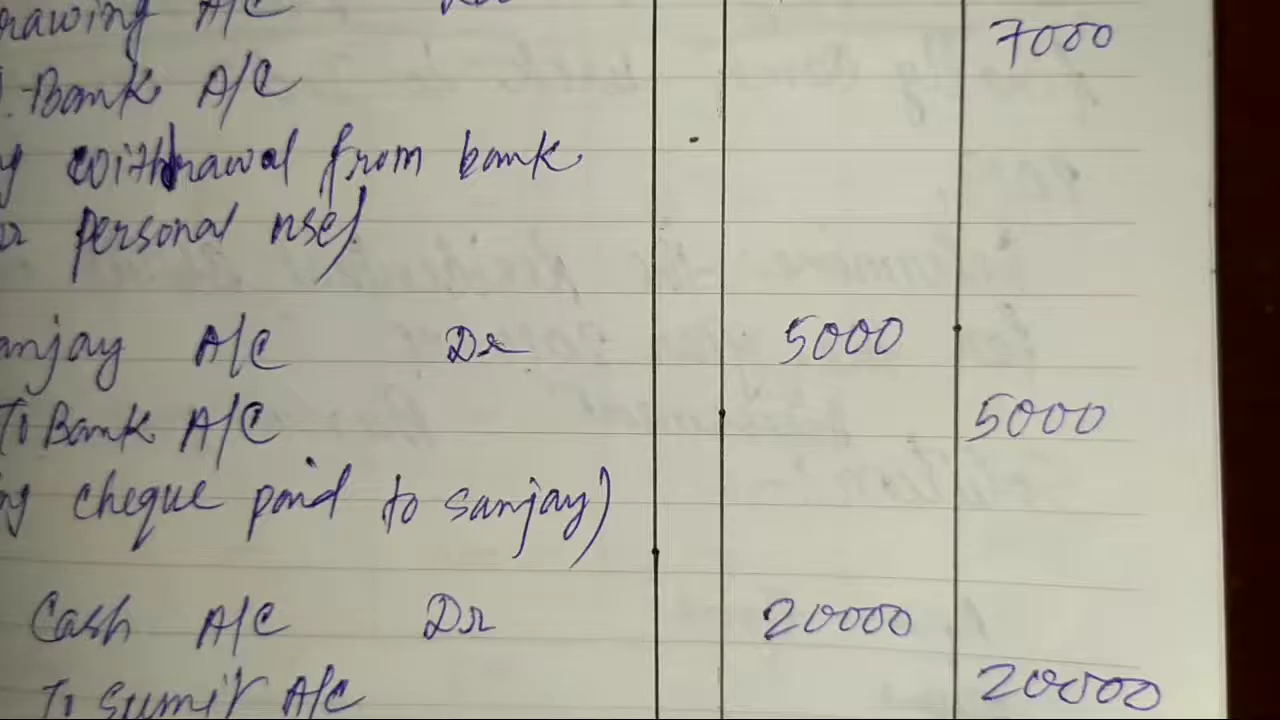 rawing A/C
7000
Bank A/C
g withdrawal from bank
personal use)
anjay A/C Dr 5000
To Bank A/C 5000
ng cheque paid to sanjay)
Cash A/C Dr 20000
To Sumit A/C 20000